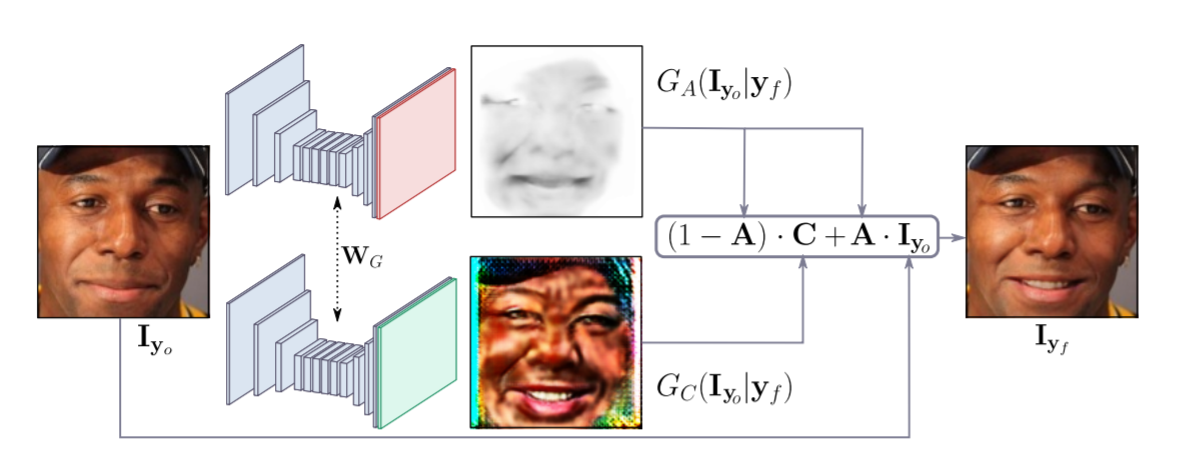 G_A(I_{y_o}|y_f)
W_G
(1 − A) · C + A · I_{y_o}
I_{y_o}
I_{y_f}
G_C(I_{y_o}|y_f)